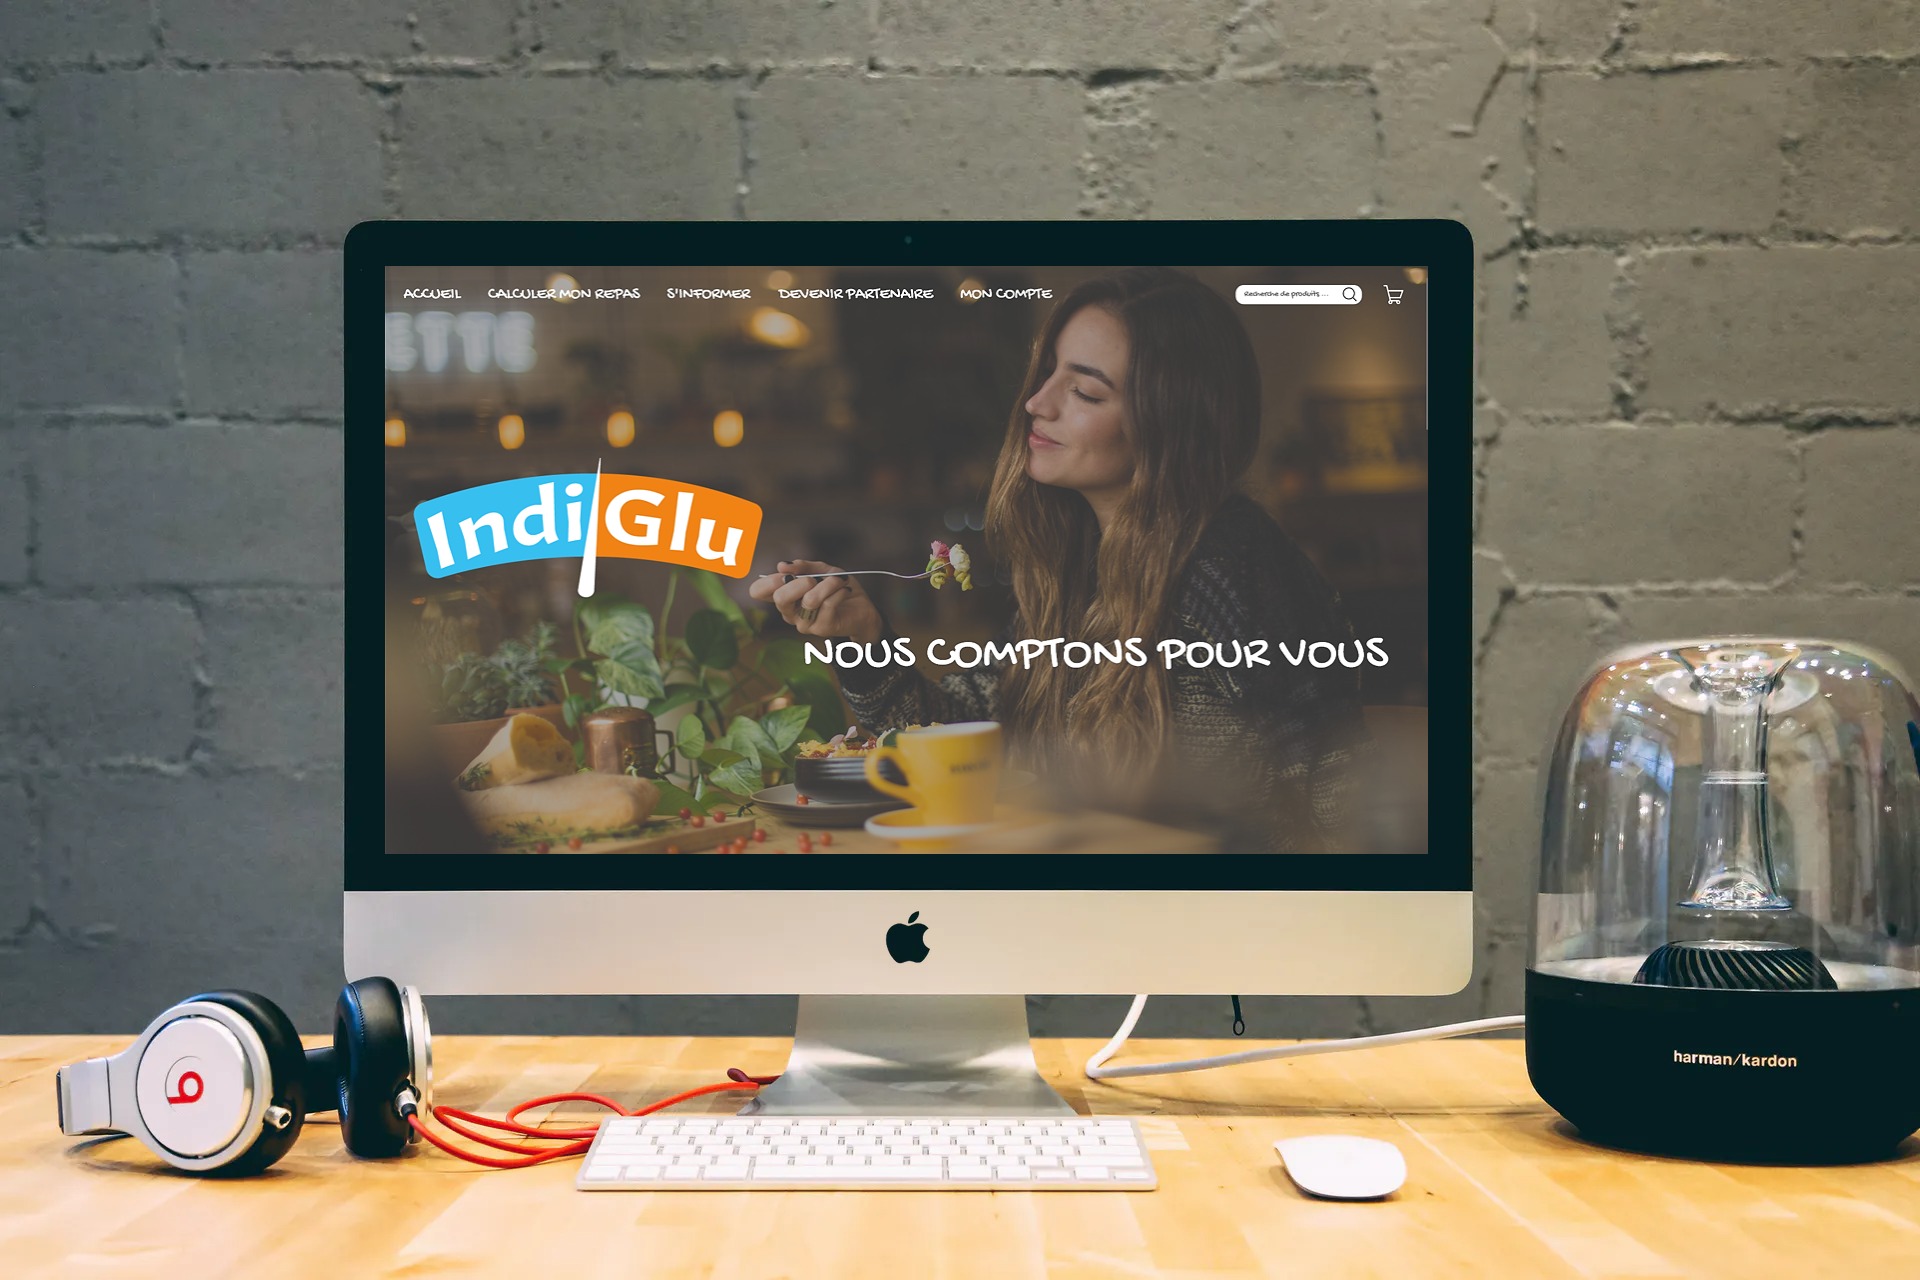 ACCUEIL CALCULER MON REPAS S'INFORMER DEVENIR PARTENAIRE MON COMPTE Recherche de produits ...
ETTE
IndiGlu
NOUS COMPTONS POUR VOUS
harman/kardon